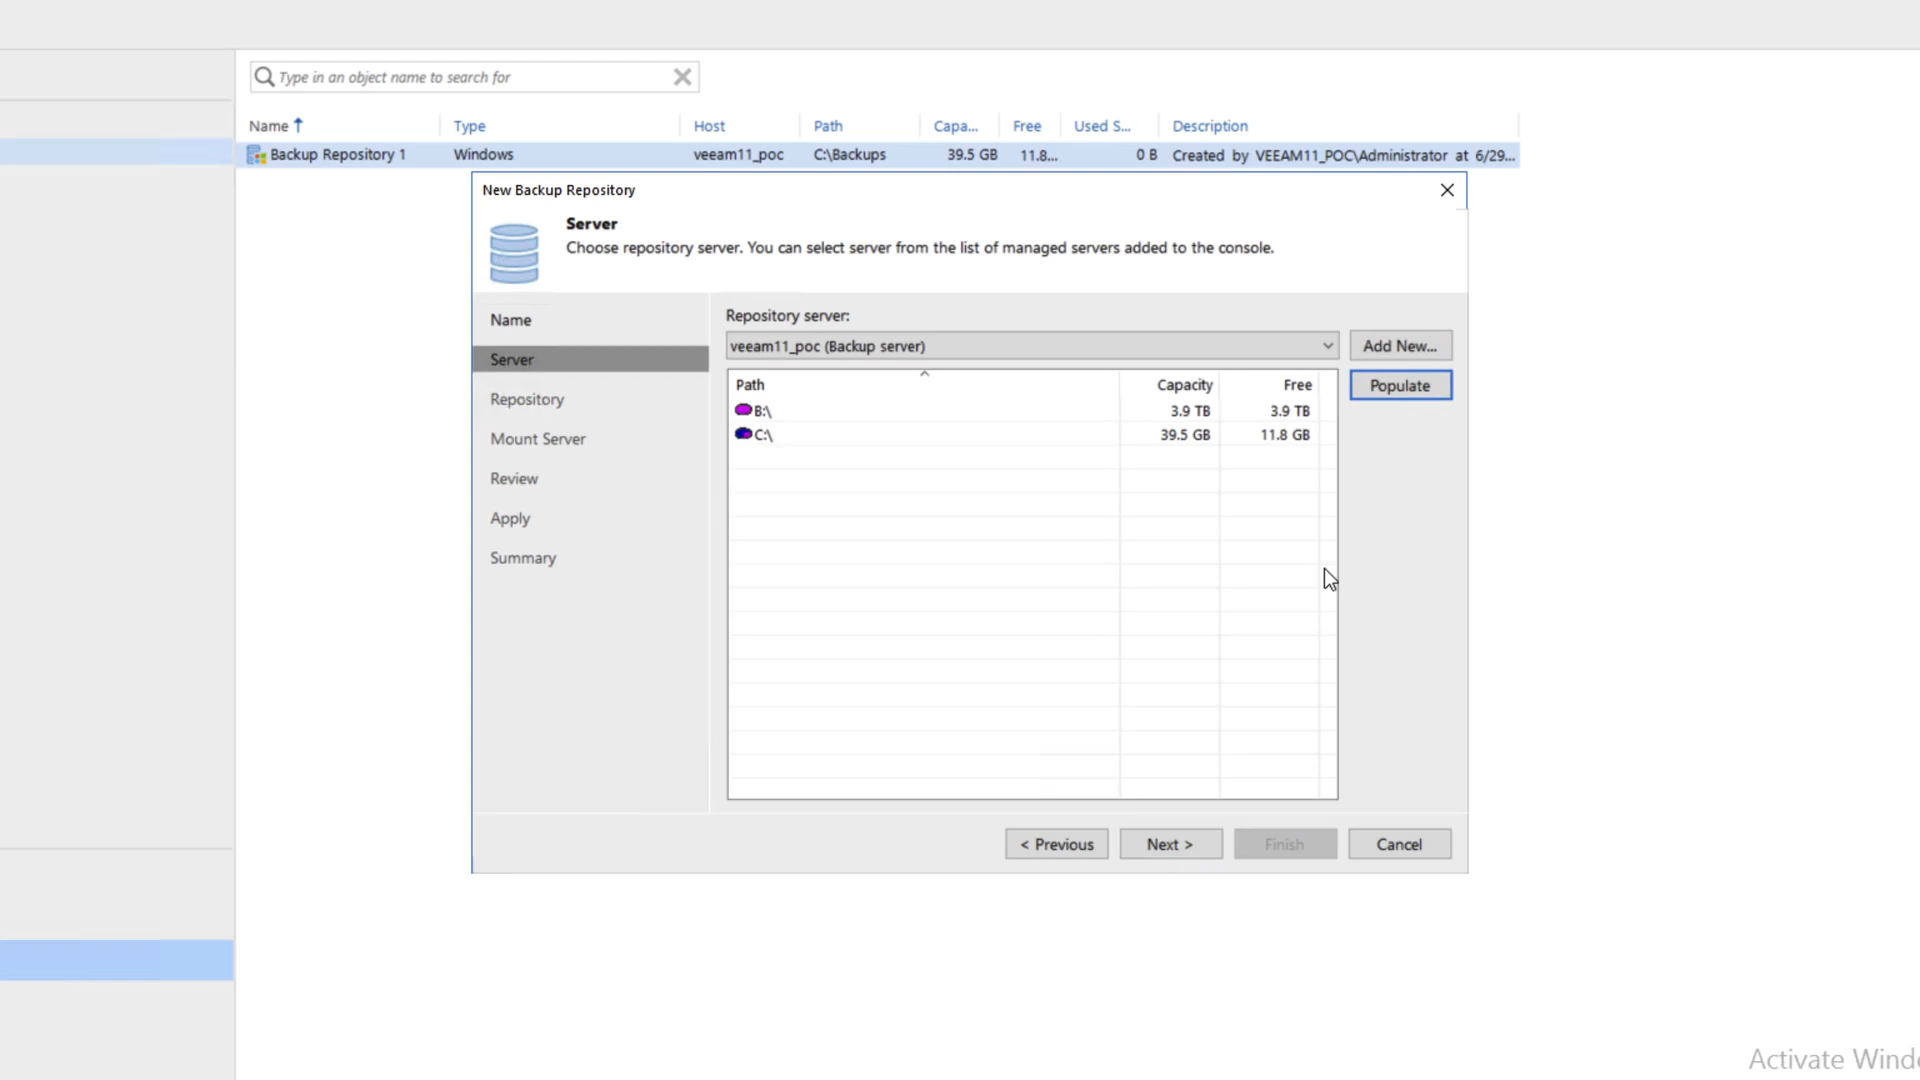 Type in an object name to search for
Name Type Host Path Capa... Free Used S... Description
Backup Repository 1 Windows veeam11_poc C:\Backups 39.5 GB 11.8... 0 B Created by VEEAM11_POC\Administrator at 6/29...
New Backup Repository
Server
Choose repository server. You can select server from the list of managed servers added to the console.
Name
Server
Repository
Mount Server
Review
Apply
Summary
Repository server:
veeam11_poc (Backup server) Add New...
Populate
Path Capacity Free
B:\ 3.9 TB 3.9 TB
C:\ 39.5 GB 11.8 GB
< Previous Next > Finish Cancel
Activate Windo